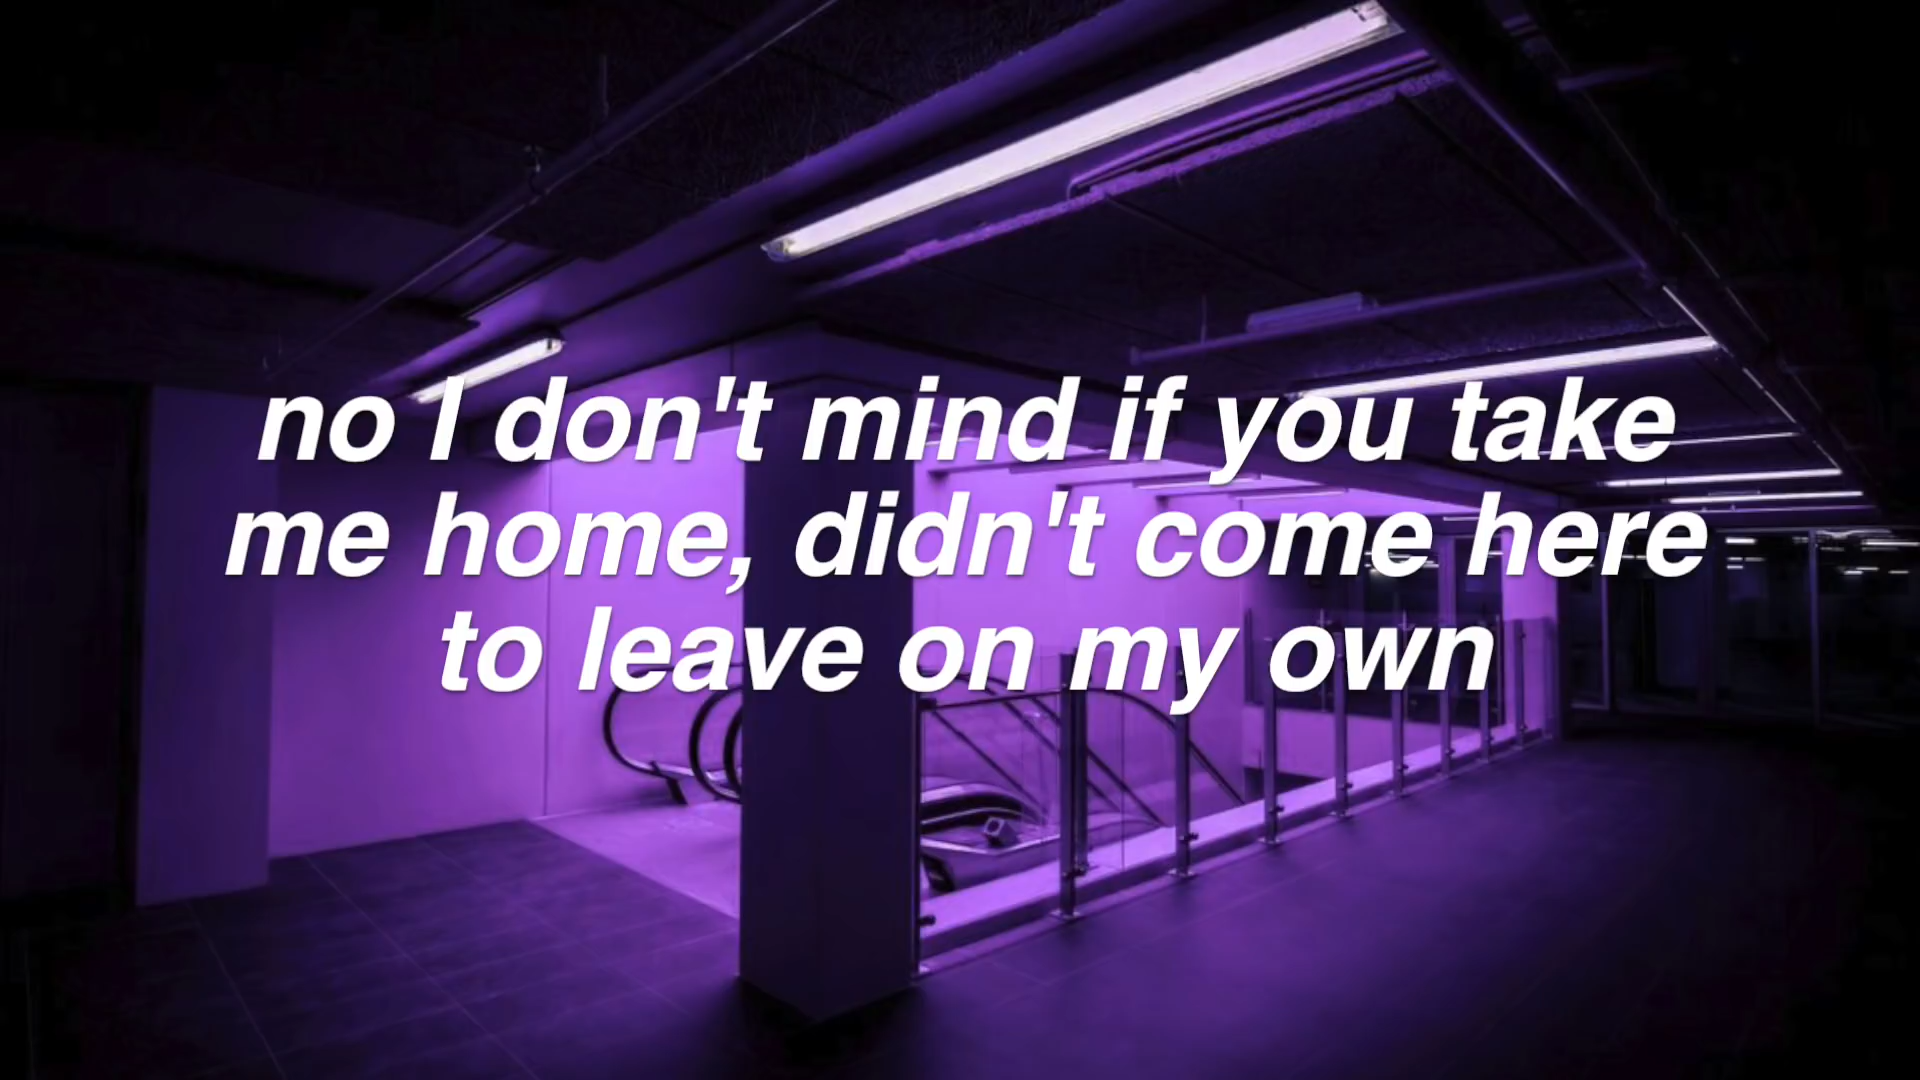 no I don't mind if you take
me home, didn't come here
to leave on my own